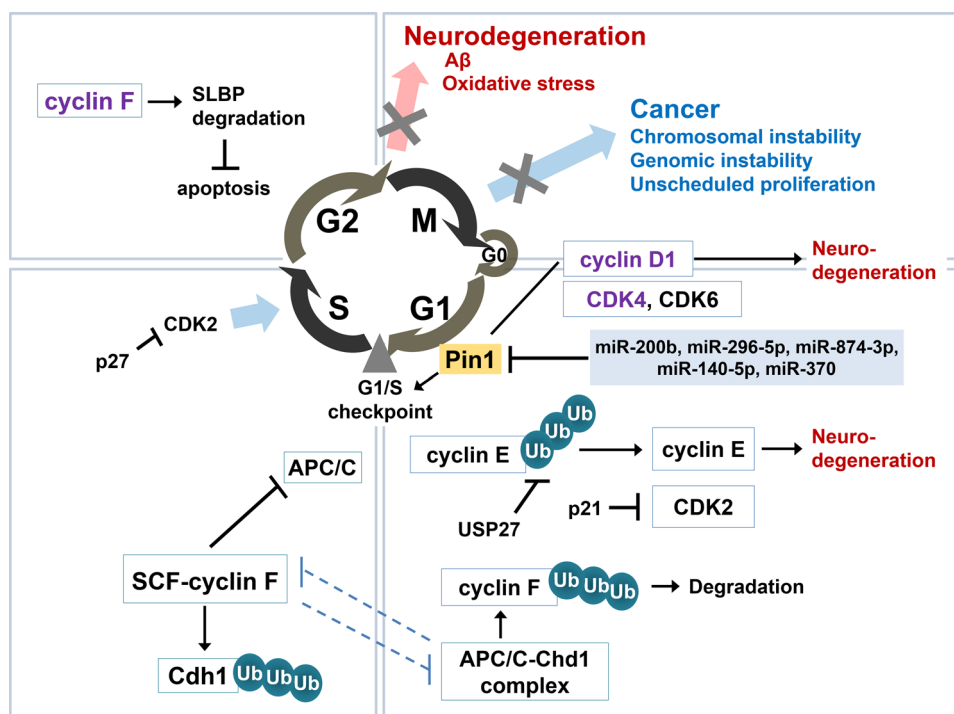 cyclin F
SLBP
degradation
apoptosis
Neurodegeneration
Aβ
Oxidative stress
Cancer
Chromosomal instability
Genomic instability
Unscheduled proliferation
G2
M
G0
S
G1
p27
CDK2
G1/S
checkpoint
Pin1
cyclin D1
CDK4, CDK6
Neuro-
degeneration
miR-200b, miR-296-5p, miR-874-3p,
miR-140-5p, miR-370
cyclin E
Ub
Ub
Ub
cyclin E
Neuro-
degeneration
USP27
p21
CDK2
APC/C
SCF-cyclin F
Cdh1
Ub
Ub
Ub
cyclin F
Ub
Ub
Ub
Degradation
APC/C-Chd1
complex